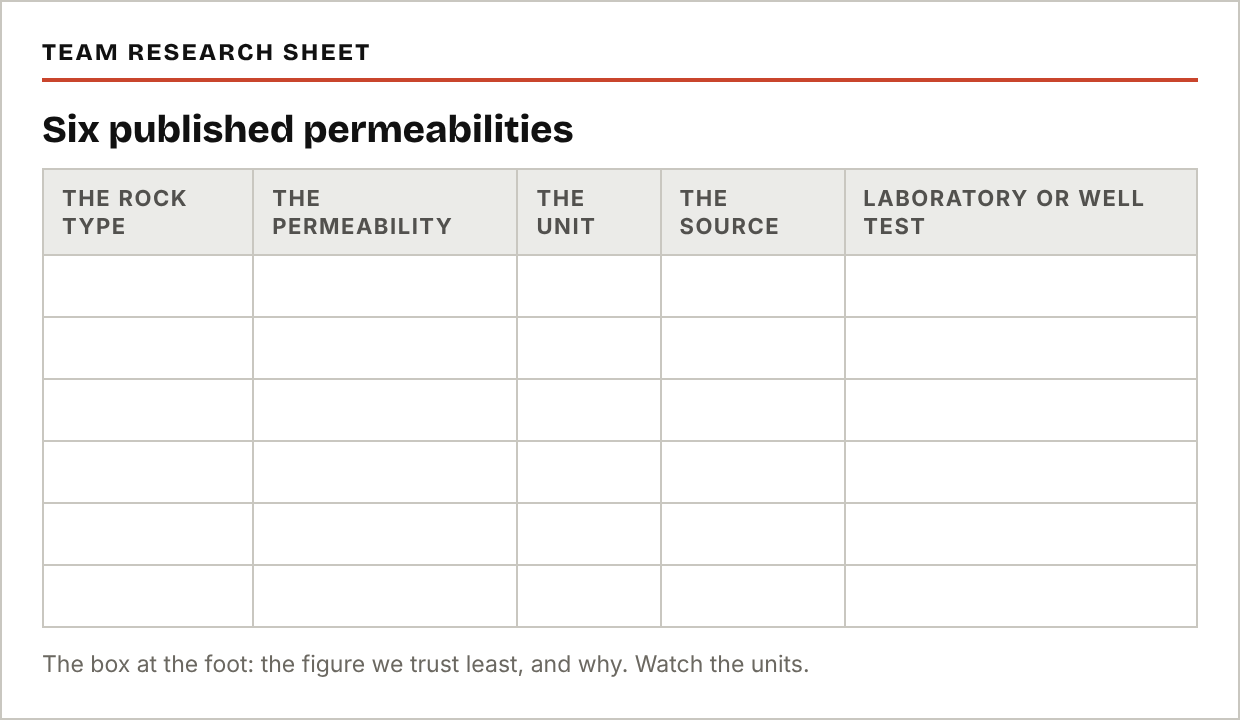 TEAM RESEARCH SHEET
Six published permeabilities
THE ROCK TYPE
THE PERMEABILITY
THE UNIT
THE SOURCE
LABORATORY OR WELL TEST
The box at the foot: the figure we trust least, and why. Watch the units.